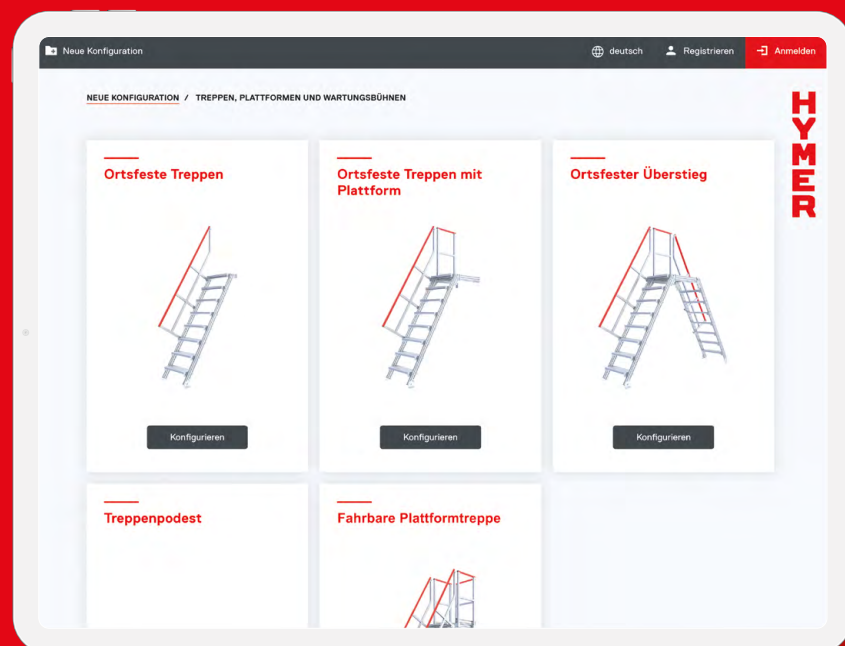 Neue Konfiguration
deutsch
Registrieren
Anmelden
NEUE KONFIGURATION / TREPPEN, PLATTFORMEN UND WARTUNGSBÜHNEN
HYMER
Ortsfeste Treppen
Konfigurieren
Ortsfeste Treppen mit
Plattform
Konfigurieren
Ortsfester Überstieg
Konfigurieren
Treppenpodest
Fahrbare Plattformtreppe